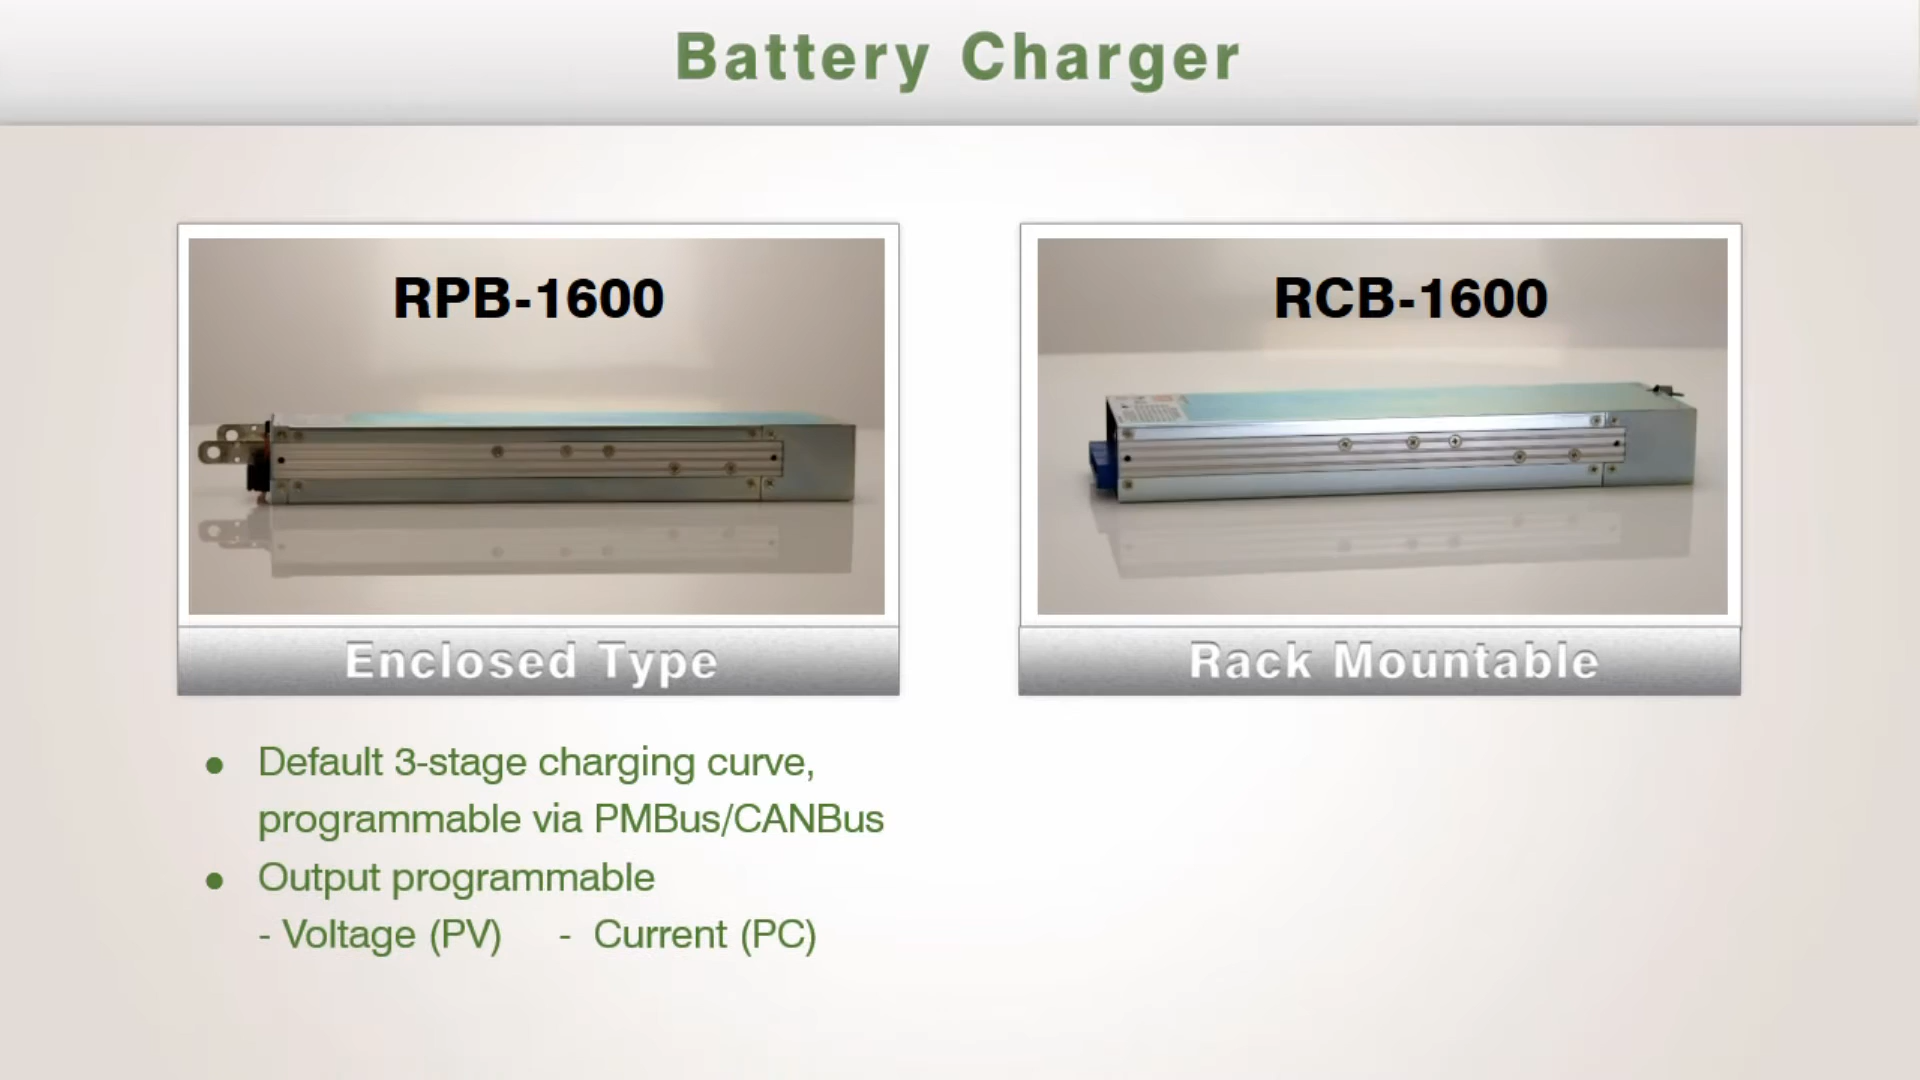 Battery Charger
RPB-1600
RCB-1600
Enclosed Type
Rack Mountable
● Default 3-stage charging curve,
programmable via PMBus/CANBus
● Output programmable
- Voltage (PV) - Current (PC)